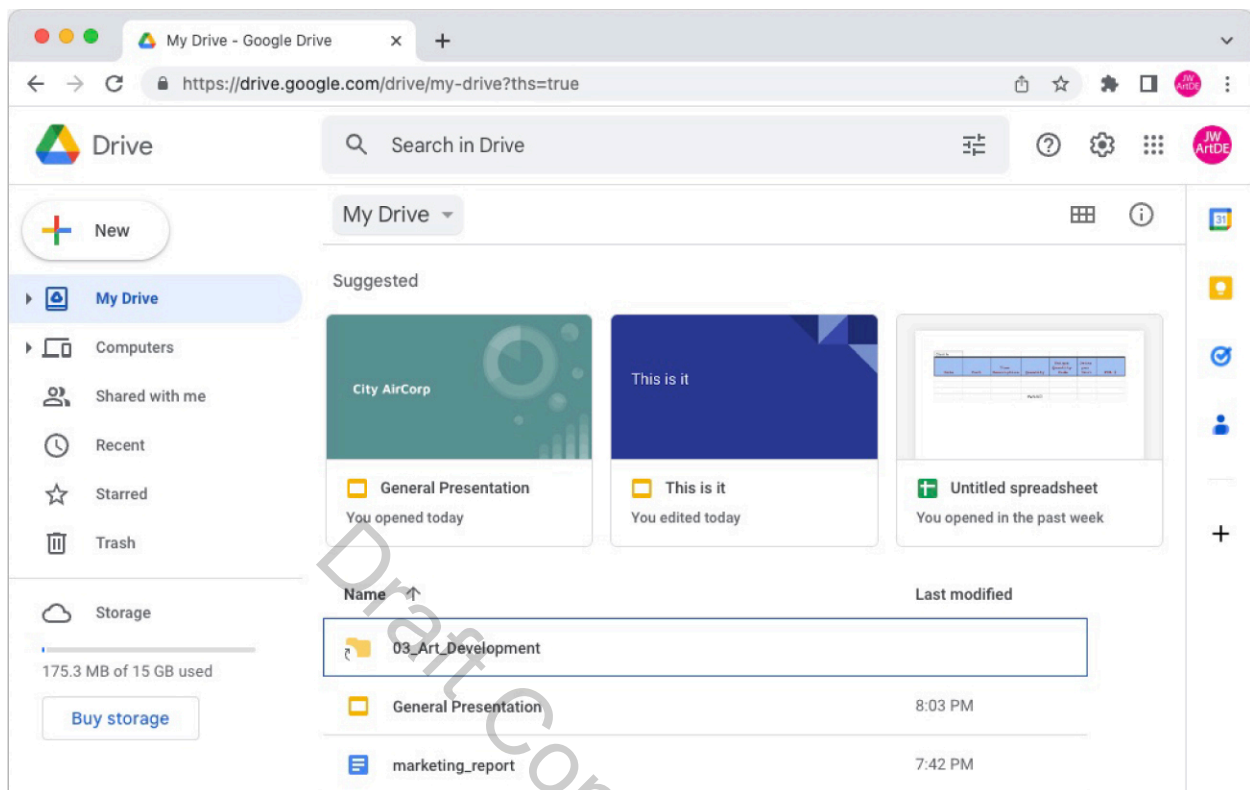 My Drive - Google Drive
https://drive.google.com/drive/my-drive?ths=true
JW
ArtDE
Drive
Search in Drive
JW
ArtDE
New
My Drive
31
My Drive
Computers
Shared with me
Recent
Starred
Trash
Storage
175.3 MB of 15 GB used
Buy storage
Suggested
City AirCorp
This is it
General Presentation
You opened today
This is it
You edited today
Untitled spreadsheet
You opened in the past week
Name
Last modified
03_Art_Development
General Presentation
8:03 PM
marketing_report
7:42 PM
Draft